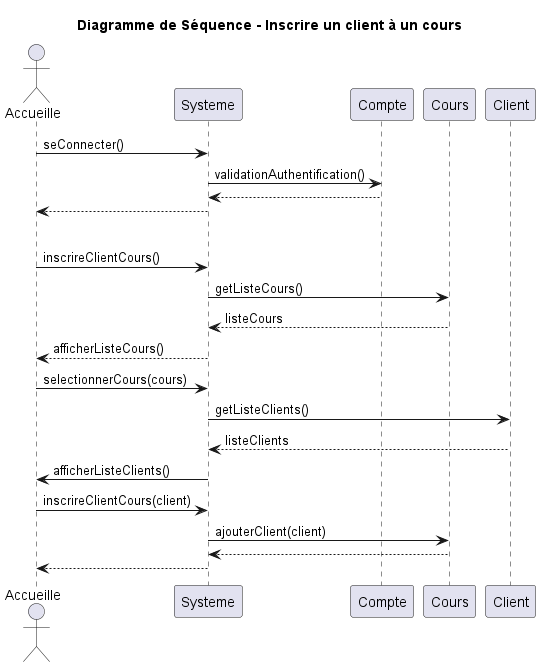 Diagramme de Séquence - Inscrire un client à un cours
Accueille
Systeme
Compte
Cours
Client
seConnecter()
validationAuthentification()
inscrireClientCours()
getListeCours()
listeCours
afficherListeCours()
selectionnerCours(cours)
getListeClients()
listeClients
afficherListeClients()
inscrireClientCours(client)
ajouterClient(client)
Accueille
Systeme
Compte
Cours
Client